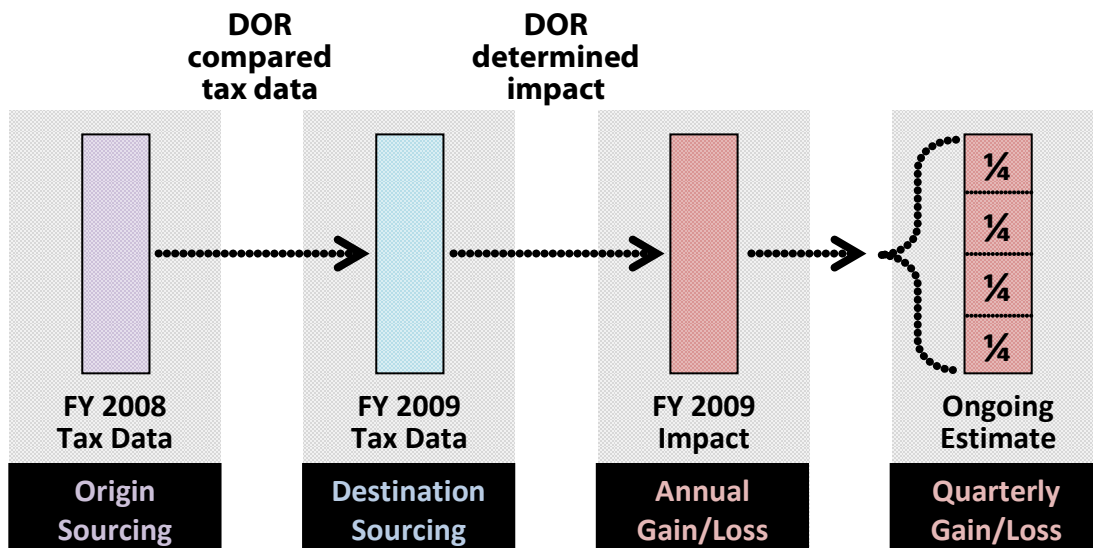 DOR
compared
tax data
DOR
determined
impact
¼
¼
¼
¼
FY 2008
Tax Data
FY 2009
Tax Data
FY 2009
Impact
Ongoing
Estimate
Origin
Sourcing
Destination
Sourcing
Annual
Gain/Loss
Quarterly
Gain/Loss